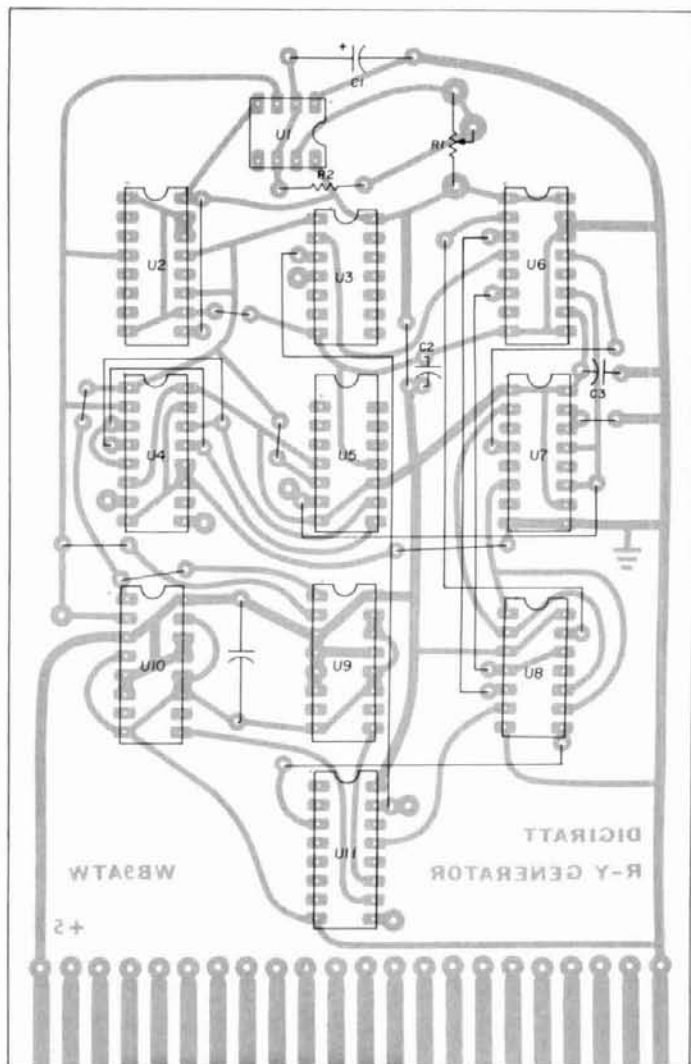 +
C1
U1
R1
R2
U2
U3
U6
C2
C3
U4
U5
U7
U10
U9
U8
U11
DIGIRATT
R-Y GENERATOR
WB9ATW
+5